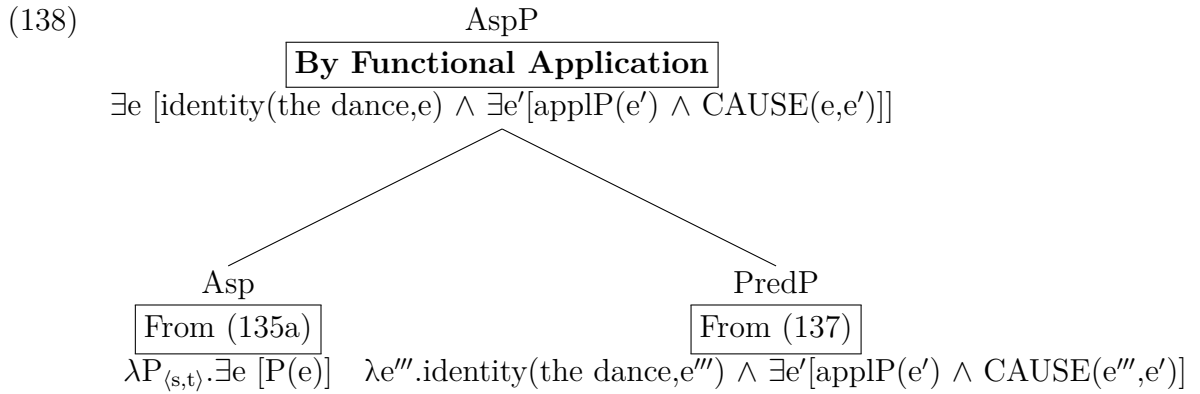 (138) AspP
By Functional Application
∃e [identity(the dance,e) ∧ ∃e′[applP(e′) ∧ CAUSE(e,e′)]]
Asp PredP
From (135a) From (137)
λP⟨s,t⟩.∃e [P(e)] λe‴.identity(the dance,e‴) ∧ ∃e′[applP(e′) ∧ CAUSE(e‴,e′)]